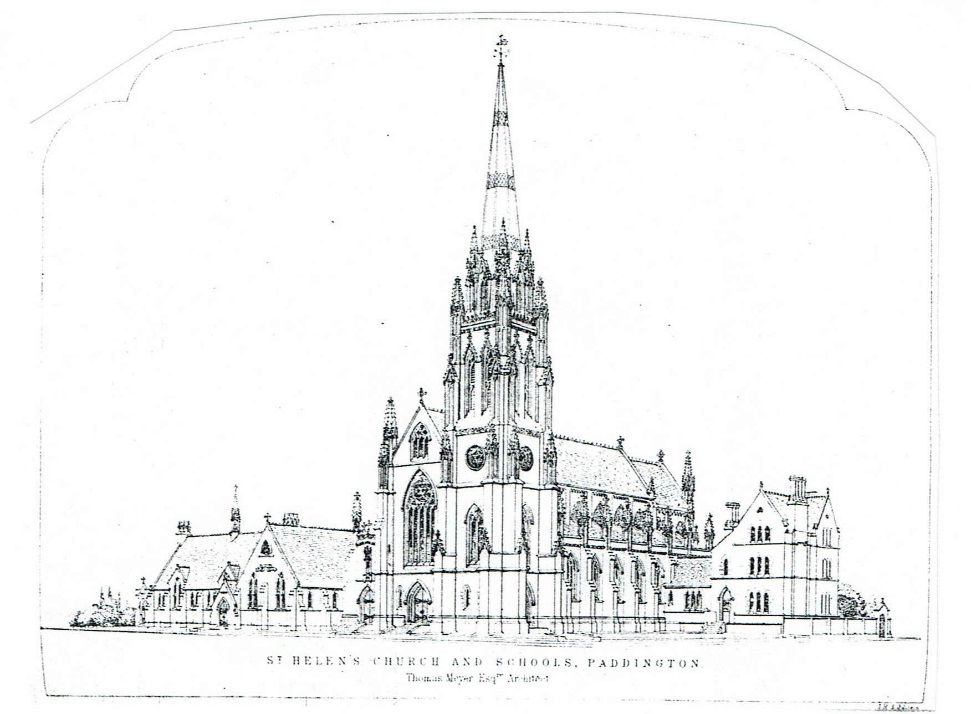 ST HELEN'S CHURCH AND SCHOOLS, PADDINGTON.
Thomas Meyer Esqre Architect